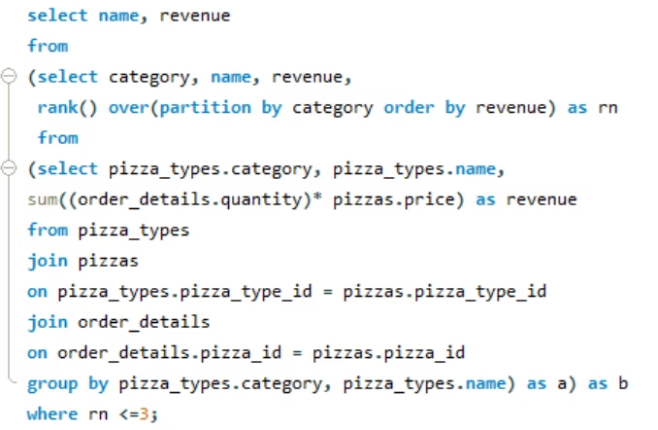 select name, revenue
from
(select category, name, revenue,
rank() over(partition by category order by revenue) as rn
from
(select pizza_types.category, pizza_types.name,
sum((order_details.quantity)* pizzas.price) as revenue
from pizza_types
join pizzas
on pizza_types.pizza_type_id = pizzas.pizza_type_id
join order_details
on order_details.pizza_id = pizzas.pizza_id
group by pizza_types.category, pizza_types.name) as a) as b
where rn <=3;